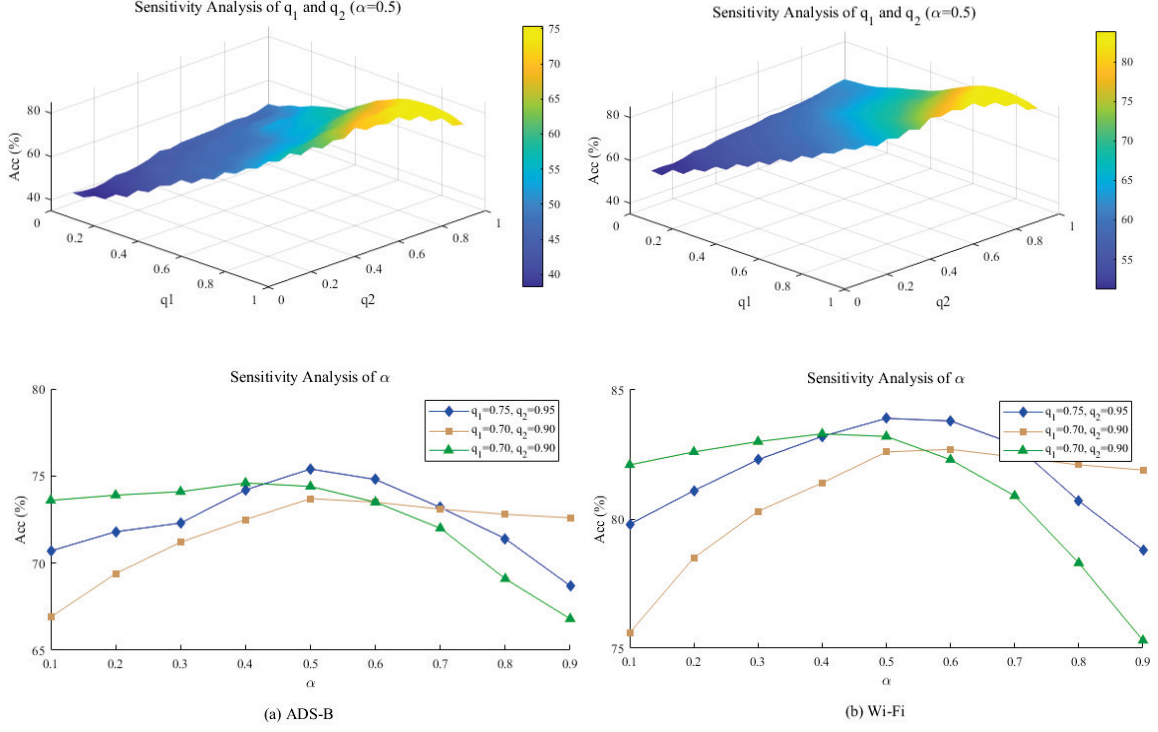 Sensitivity Analysis of q1 and q2 (α=0.5)
80
60
40
Acc (%)
0
0.2
0.4
0.6
0.8
1
q1
0
0.2
0.4
0.6
0.8
1
q2
75
70
65
60
55
50
45
40
Sensitivity Analysis of q1 and q2 (α=0.5)
80
60
40
Acc (%)
0
0.2
0.4
0.6
0.8
1
q1
0
0.2
0.4
0.6
0.8
1
q2
80
75
70
65
60
55
Sensitivity Analysis of α
80
75
70
65
Acc (%)
q1=0.75, q2=0.95
q1=0.70, q2=0.90
q1=0.70, q2=0.90
0.1 0.2 0.3 0.4 0.5 0.6 0.7 0.8 0.9
α
(a) ADS-B
Sensitivity Analysis of α
85
80
75
Acc (%)
q1=0.75, q2=0.95
q1=0.70, q2=0.90
q1=0.70, q2=0.90
0.1 0.2 0.3 0.4 0.5 0.6 0.7 0.8 0.9
α
(b) Wi-Fi